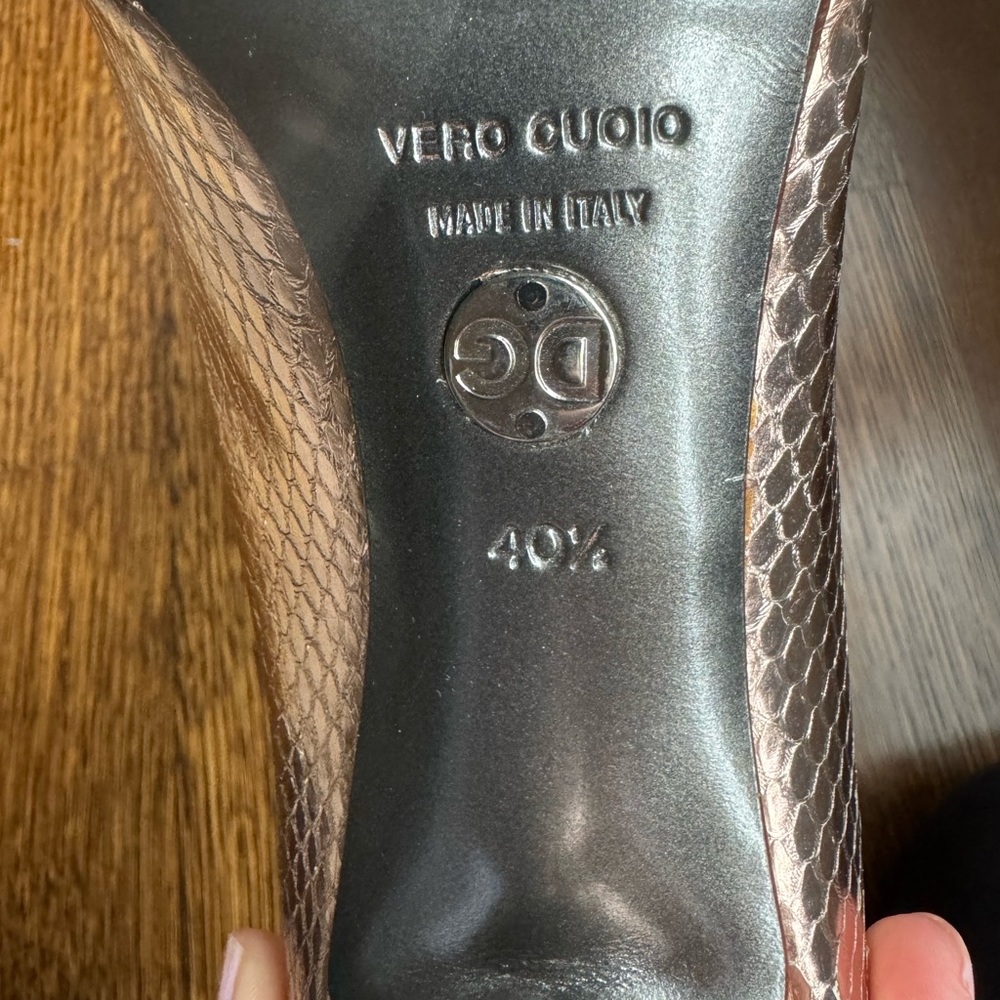 VERO CUOIO
MADE IN ITALY
DG
40½